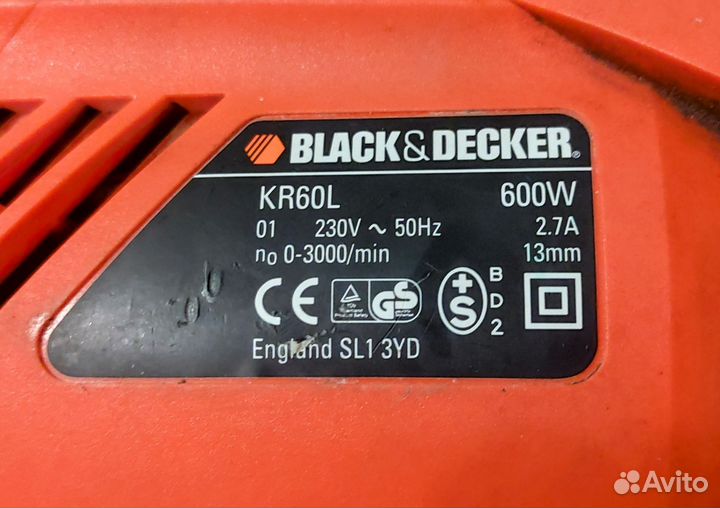 BLACK&DECKER®
KR60L 600W
01 230V ~ 50Hz 2.7A
no 0-3000/min 13mm
CE GS S B D 2
England SL1 3YD
Avito